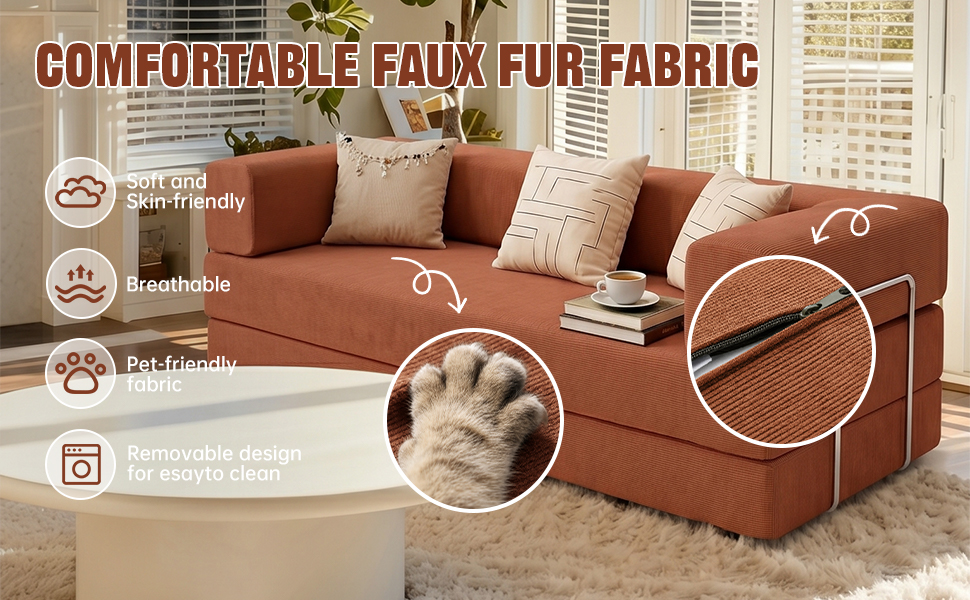 COMFORTABLE FAUX FUR FABRIC
Soft and
Skin-friendly
Breathable
Pet-friendly
fabric
Removable design
for esayto clean